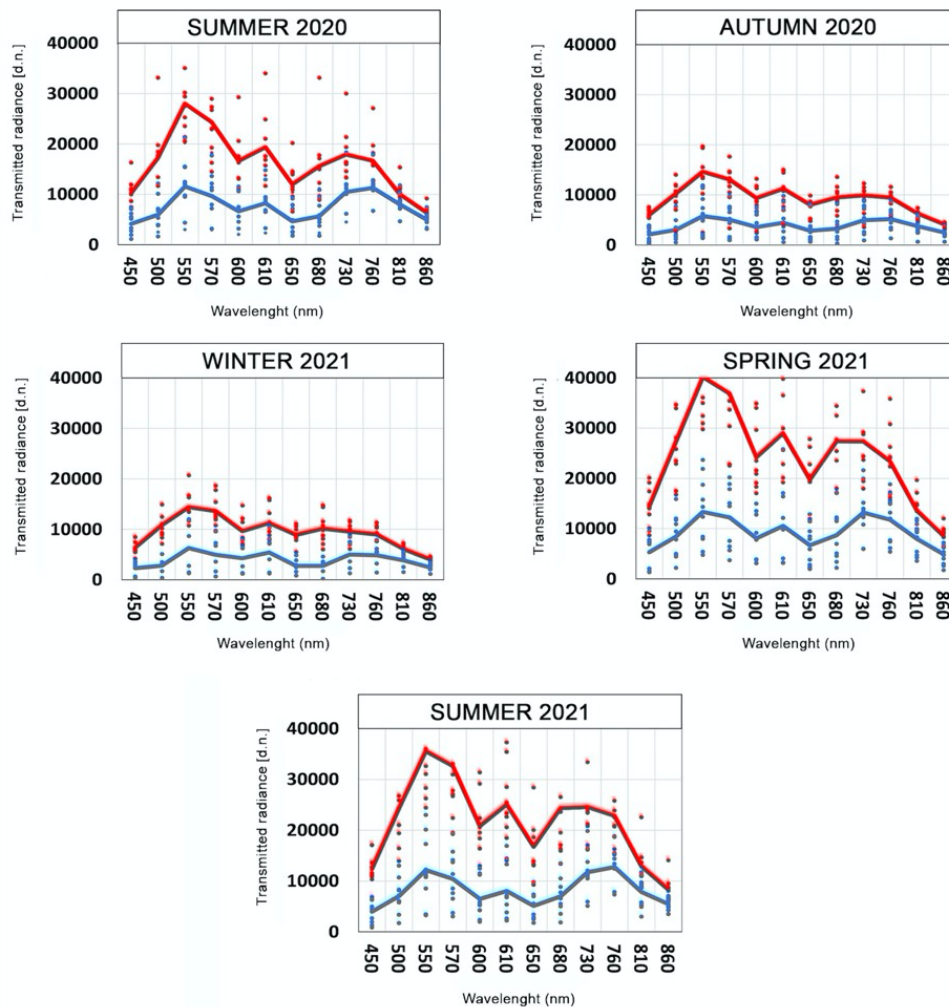 SUMMER 2020
Transmitted radiance [d.n.]
40000
30000
20000
10000
0
450 500 550 570 600 610 650 680 730 760 810 860
Wavelenght (nm)
AUTUMN 2020
Transmitted radiance [d.n.]
40000
30000
20000
10000
0
450 500 550 570 600 610 650 680 730 760 810 860
Wavelenght (nm)
WINTER 2021
Transmitted radiance [d.n.]
40000
30000
20000
10000
0
450 500 550 570 600 610 650 680 730 760 810 860
Wavelenght (nm)
SPRING 2021
Transmitted radiance [d.n.]
40000
30000
20000
10000
0
450 500 550 570 600 610 650 680 730 760 810 860
Wavelenght (nm)
SUMMER 2021
Transmitted radiance [d.n.]
40000
30000
20000
10000
0
450 500 550 570 600 610 650 680 730 760 810 860
Wavelenght (nm)